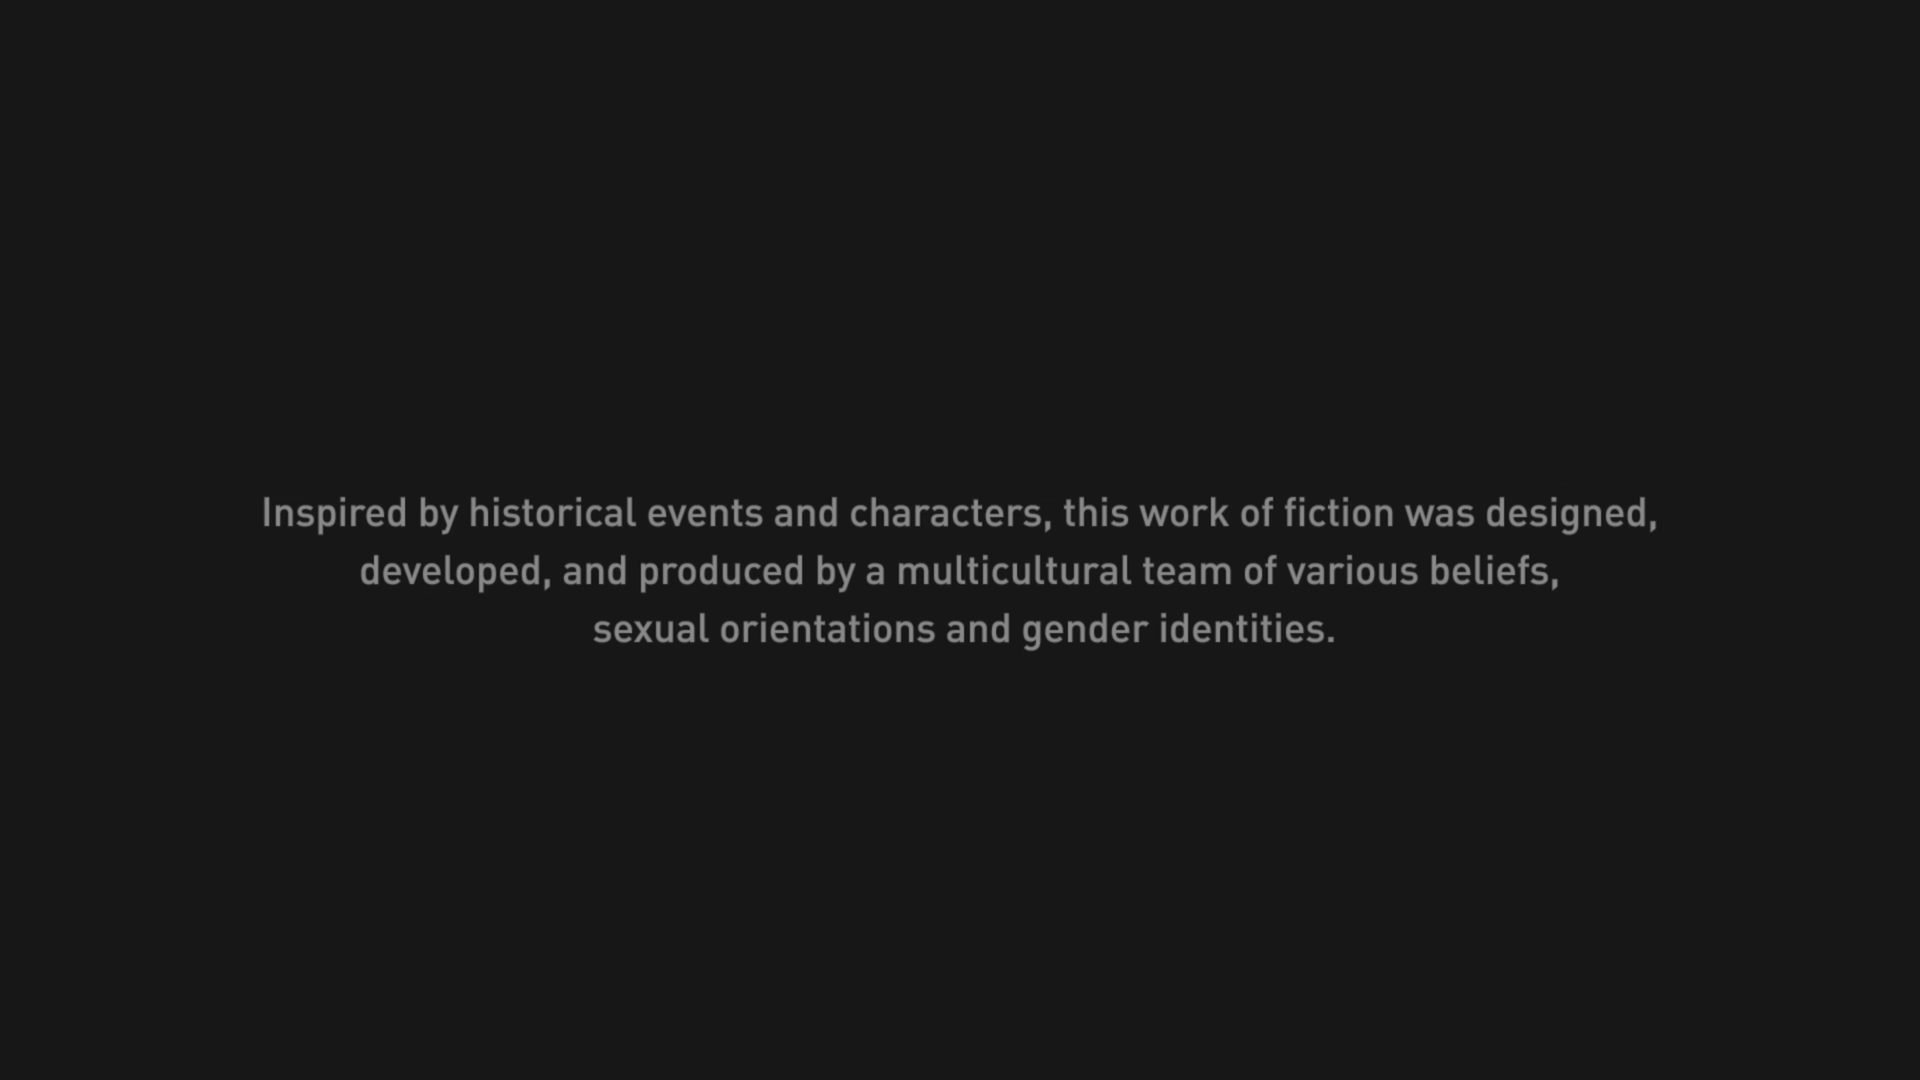 Inspired by historical events and characters, this work of fiction was designed,
developed, and produced by a multicultural team of various beliefs,
sexual orientations and gender identities.